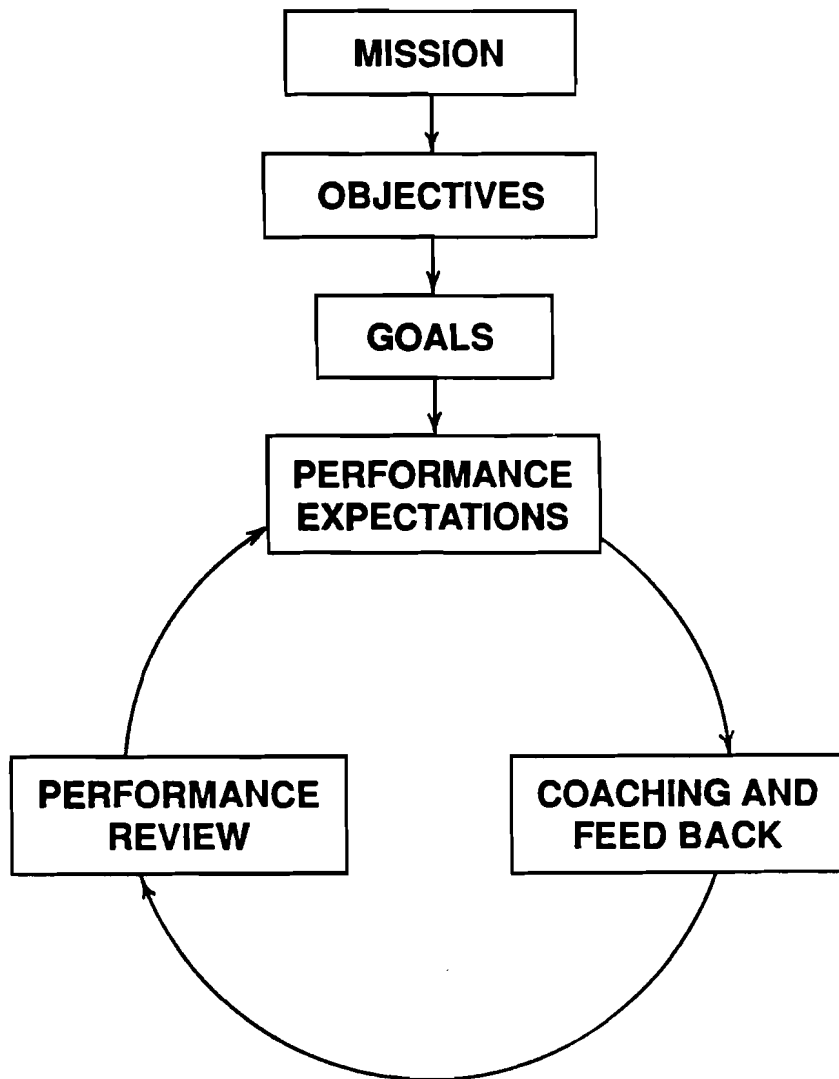 MISSION
OBJECTIVES
GOALS
PERFORMANCE
EXPECTATIONS
PERFORMANCE
REVIEW
COACHING AND
FEED BACK